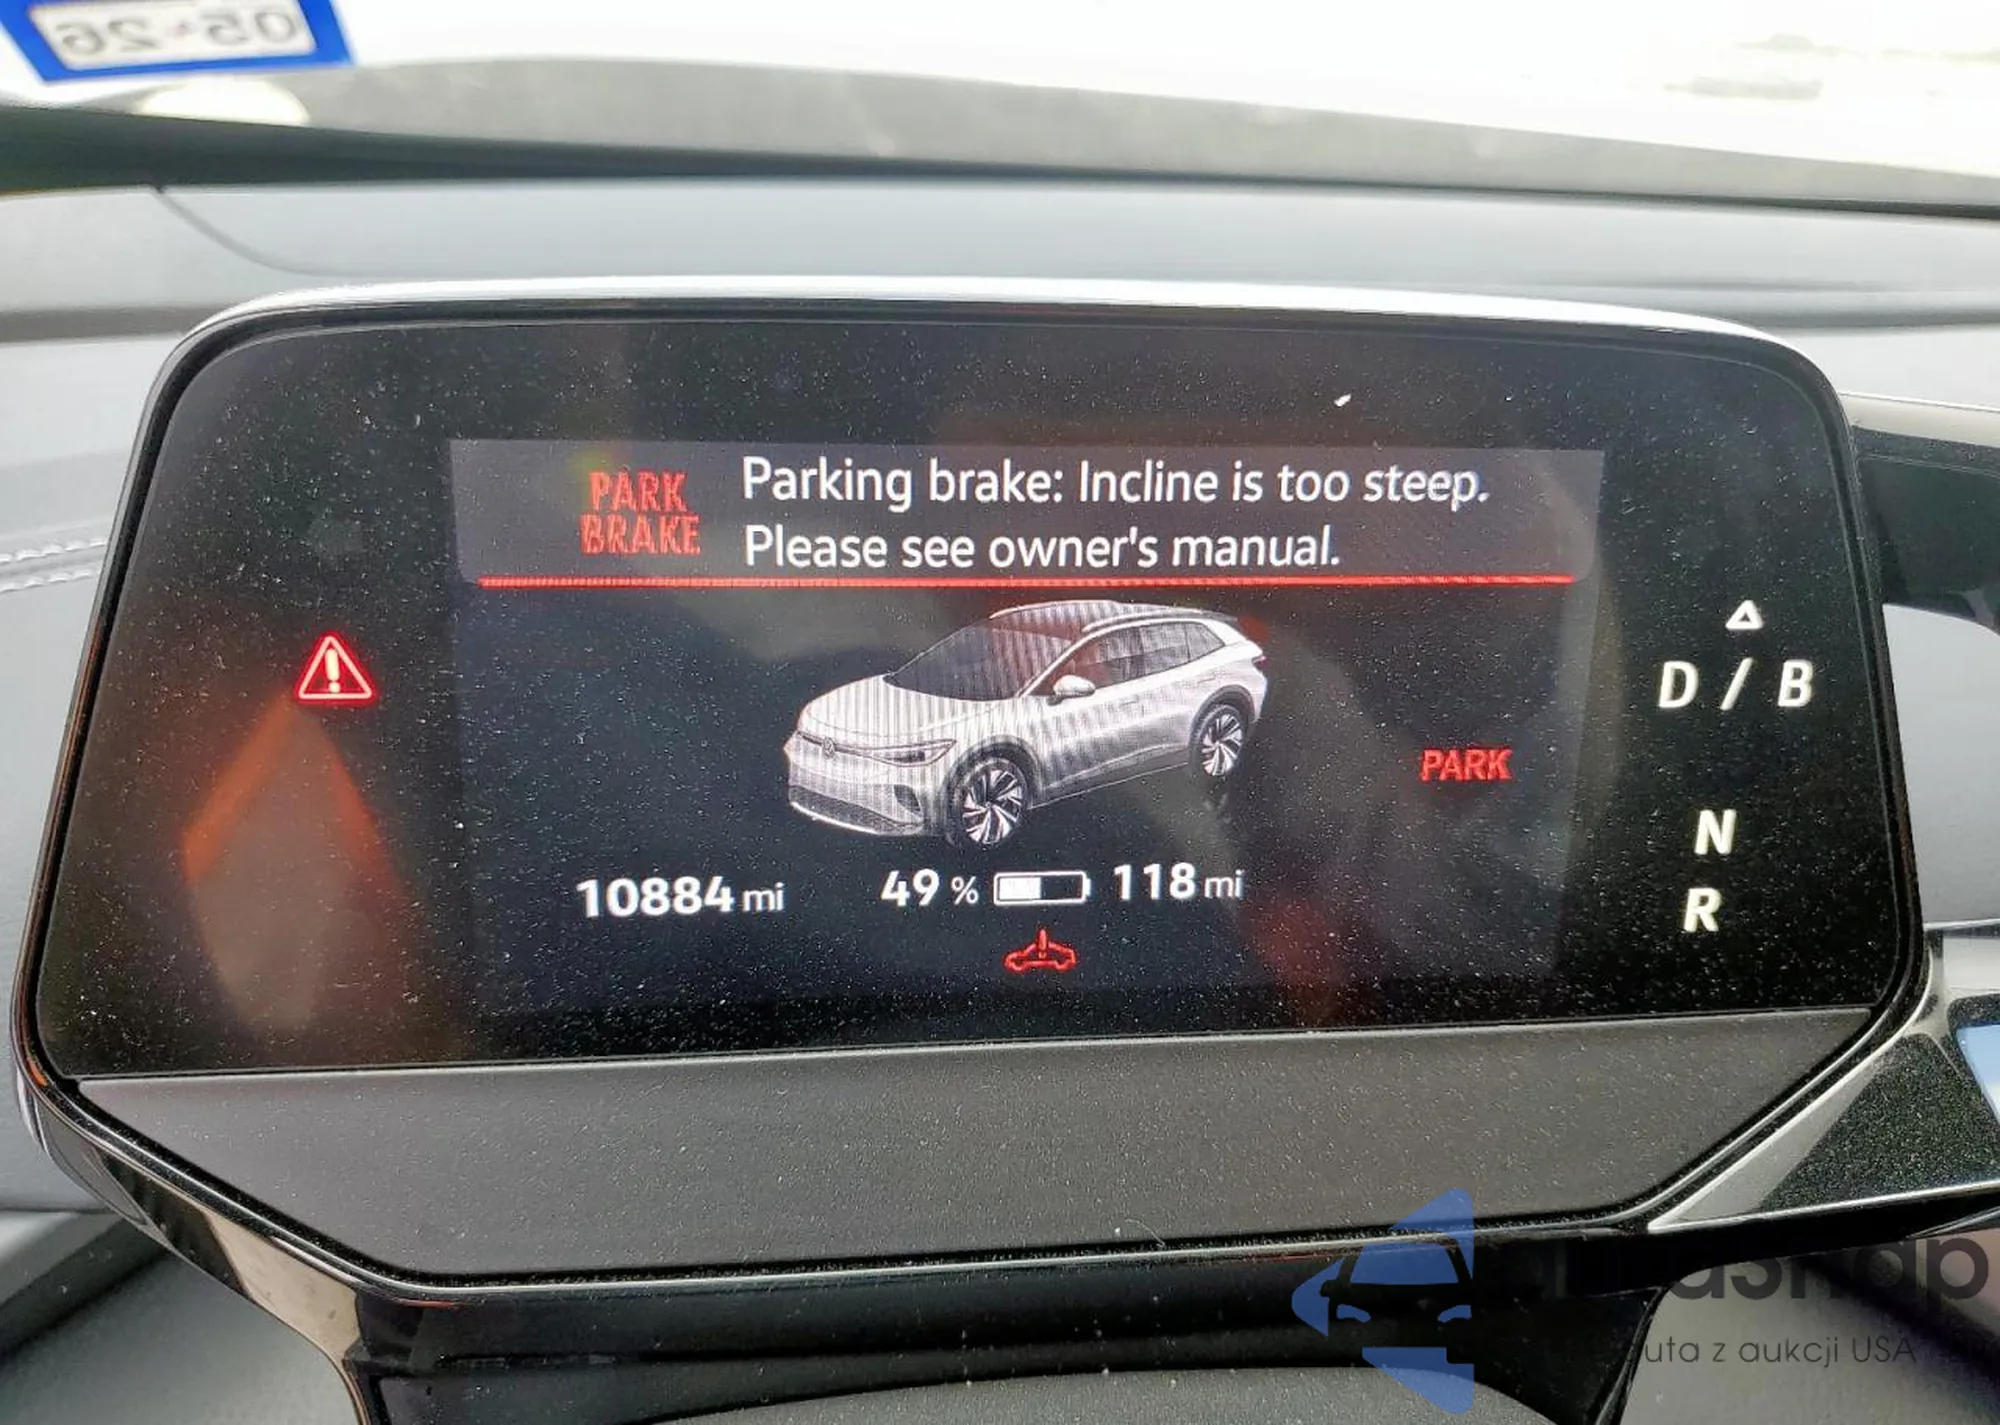 05 26
Parking brake: Incline is too steep.
PARK
BRAKE
Please see owner's manual.
D / B
PARK
N
10884 mi 49 % 118 mi
R
auta z aukcji USA